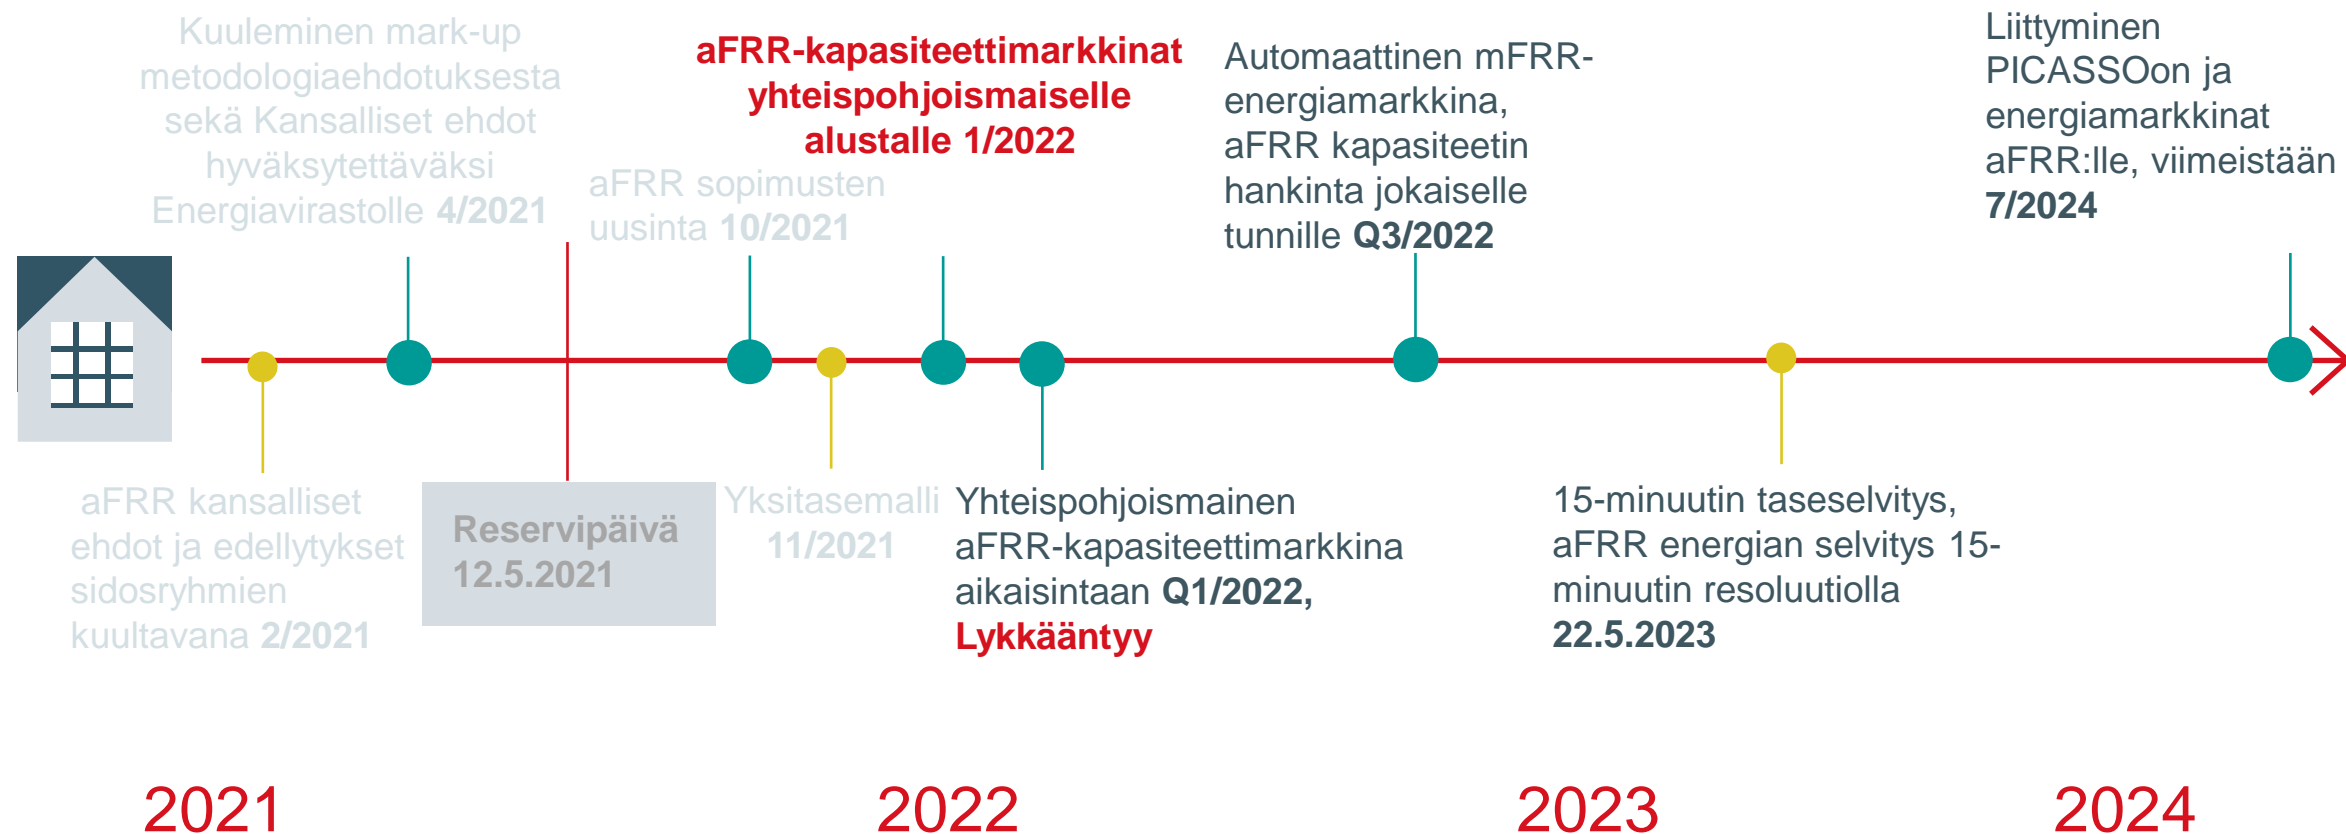 Kuuleminen mark-up
metodologiaehdotuksesta
sekä Kansalliset ehdot
hyväksytettäväksi
Energiavirastolle 4/2021
aFRR sopimusten
uusinta 10/2021
aFRR-kapasiteettimarkkinat
yhteispohjoismaiselle
alustalle 1/2022
Automaattinen mFRR-
energiamarkkina,
aFRR kapasiteetin
hankinta jokaiselle
tunnille Q3/2022
Liittyminen
PICASSOon ja
energiamarkkinat
aFRR:lle, viimeistään
7/2024
aFRR kansalliset
ehdot ja edellytykset
sidosryhmien
kuultavana 2/2021
Reservipäivä
12.5.2021
Yksitasemalli
11/2021
Yhteispohjoismainen
aFRR-kapasiteettimarkkina
aikaisintaan Q1/2022,
Lykkääntyy
15-minuutin taseselvitys,
aFRR energian selvitys 15-
minuutin resoluutiolla
22.5.2023
2021
2022
2023
2024